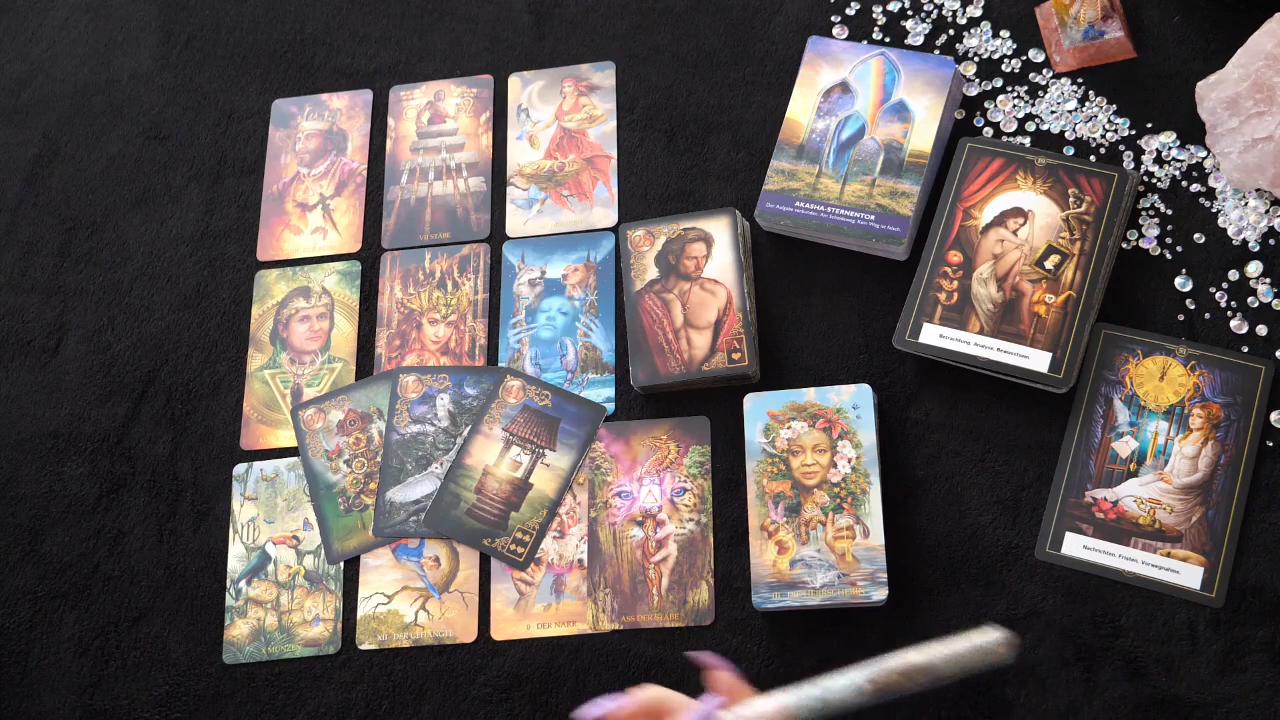 VII STÄBE
AKASHA-STERNENTOR
Der Aufgabe verbunden. Am Scheideweg. Kein Weg ist falsch.
28
A
Betrachtung. Analyse. Bewusstsein.
Nachrichten. Fristen. Vorwegnahme.
X MÜNZEN
XII · DER GEHÄNGTE
0 · DER NARR
ASS DER STÄBE
III · DIE HERRSCHERIN